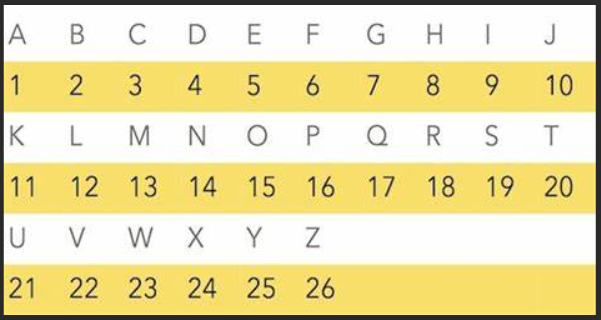 A B C D E F G H I J
1 2 3 4 5 6 7 8 9 10
K L M N O P Q R S T
11 12 13 14 15 16 17 18 19 20
U V W X Y Z
21 22 23 24 25 26